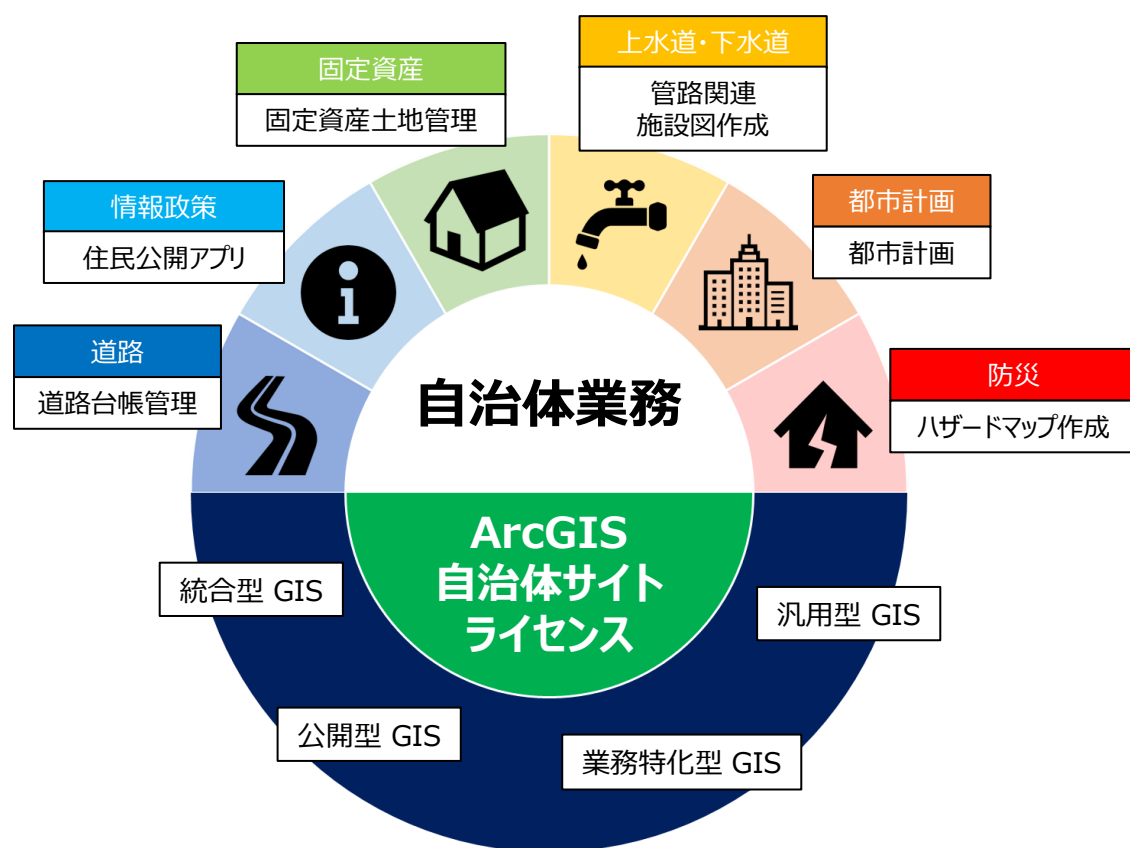 上水道・下水道
管路関連
施設図作成
固定資産
固定資産土地管理
情報政策
住民公開アプリ
都市計画
都市計画
道路
道路台帳管理
防災
ハザードマップ作成
自治体業務
ArcGIS
自治体サイト
ライセンス
統合型 GIS
汎用型 GIS
公開型 GIS
業務特化型 GIS